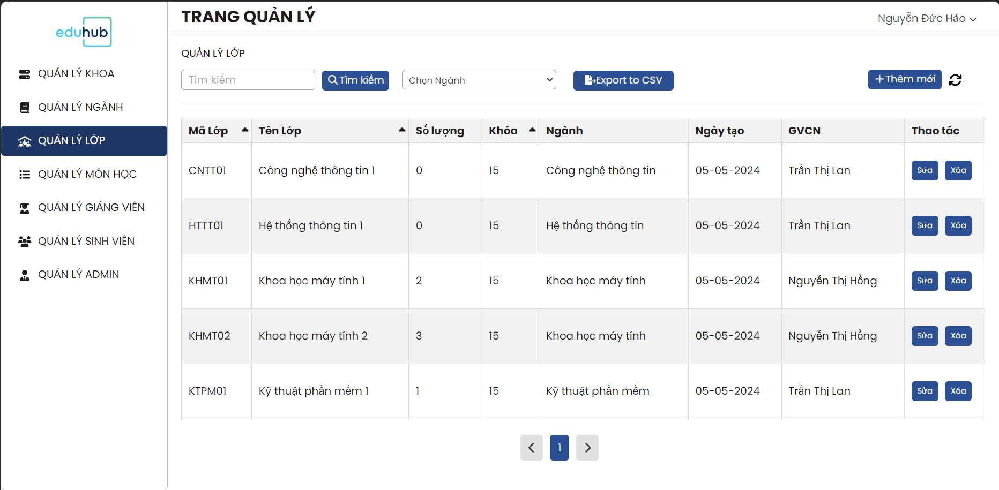 eduhub
QUẢN LÝ KHOA
QUẢN LÝ NGÀNH
QUẢN LÝ LỚP
QUẢN LÝ MÔN HỌC
QUẢN LÝ GIẢNG VIÊN
QUẢN LÝ SINH VIÊN
QUẢN LÝ ADMIN
TRANG QUẢN LÝ
Nguyễn Đức Hảo
QUẢN LÝ LỚP
Tìm kiếm Tìm kiếm Chọn Ngành Export to CSV Thêm mới
Mã Lớp Tên Lớp Số lượng Khóa Ngành Ngày tạo GVCN Thao tác
CNTT01 Công nghệ thông tin 1 0 15 Công nghệ thông tin 05-05-2024 Trần Thị Lan Sửa Xóa
HTTT01 Hệ thống thông tin 1 0 15 Hệ thống thông tin 05-05-2024 Trần Thị Lan Sửa Xóa
KHMT01 Khoa học máy tính 1 2 15 Khoa học máy tính 05-05-2024 Nguyễn Thị Hồng Sửa Xóa
KHMT02 Khoa học máy tính 2 3 15 Khoa học máy tính 05-05-2024 Nguyễn Thị Hồng Sửa Xóa
KTPM01 Kỹ thuật phần mềm 1 1 15 Kỹ thuật phần mềm 05-05-2024 Trần Thị Lan Sửa Xóa
1